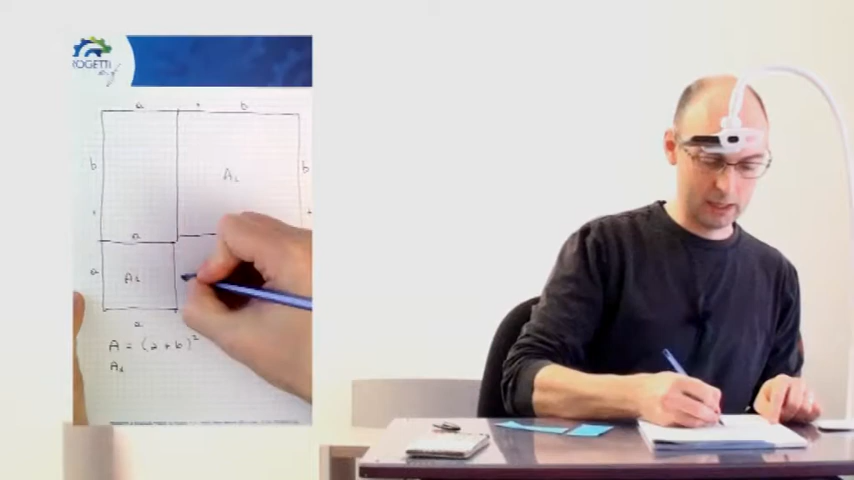 ROGETTI
a + b
b
b
A₂
+
+
a
a
A₁
a
A = (a + b)²
A₁